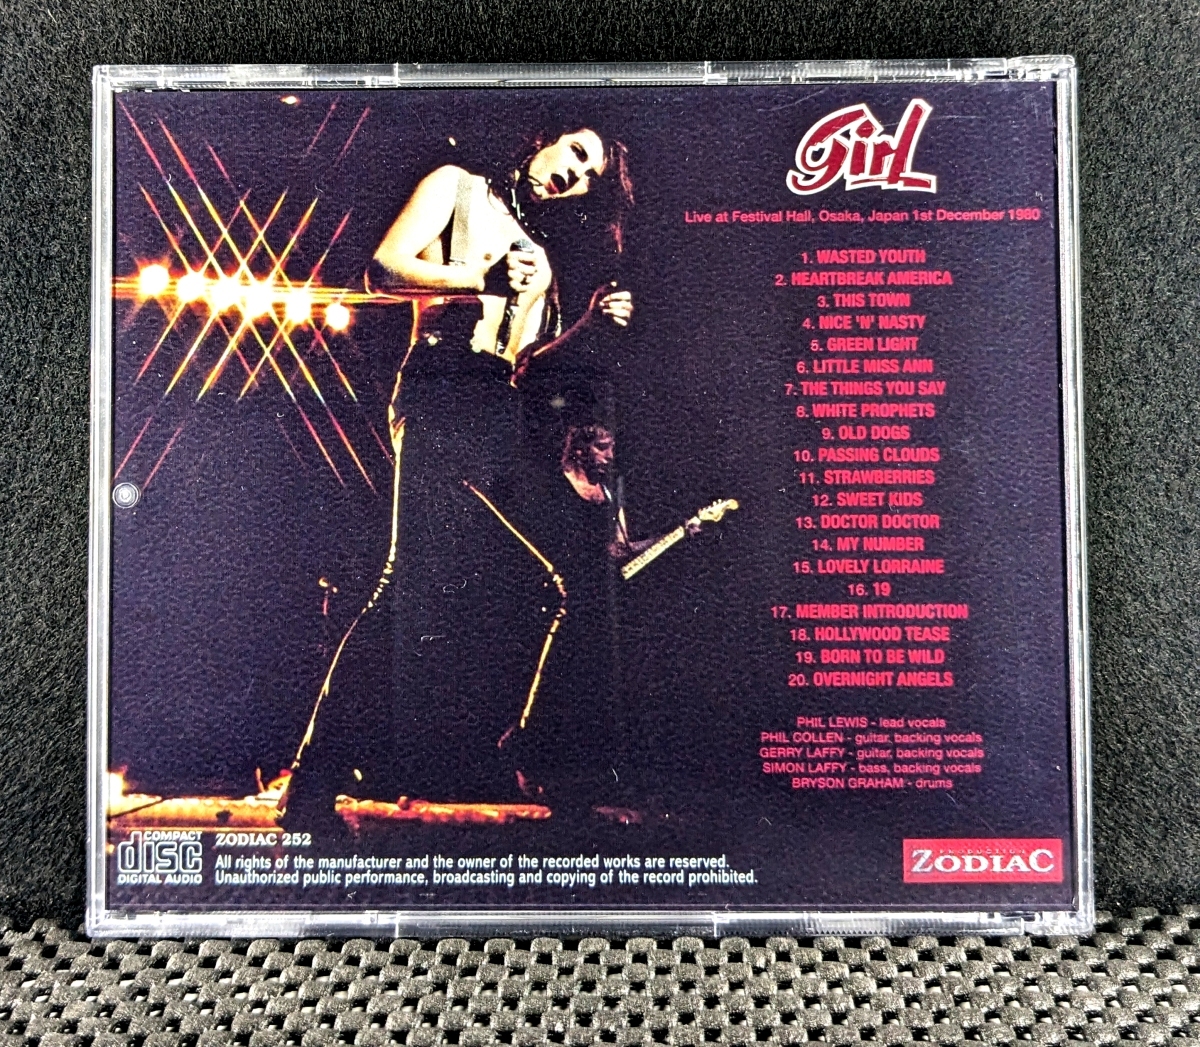 Girl
Live at Festival Hall, Osaka, Japan 1st December 1980
1. WASTED YOUTH
2. HEARTBREAK AMERICA
3. THIS TOWN
4. NICE 'N' NASTY
5. GREEN LIGHT
6. LITTLE MISS ANN
7. THE THINGS YOU SAY
8. WHITE PROPHETS
9. OLD DOGS
10. PASSING CLOUDS
11. STRAWBERRIES
12. SWEET KIDS
13. DOCTOR DOCTOR
14. MY NUMBER
15. LOVELY LORRAINE
16. 19
17. MEMBER INTRODUCTION
18. HOLLYWOOD TEASE
19. BORN TO BE WILD
20. OVERNIGHT ANGELS
PHIL LEWIS - lead vocals
PHIL COLLEN - guitar, backing vocals
GERRY LAFFY - guitar, backing vocals
SIMON LAFFY - bass, backing vocals
BRYSON GRAHAM - drums
COMPACT
disc
DIGITAL AUDIO
ZODIAC 252
All rights of the manufacturer and the owner of the recorded works are reserved.
Unauthorized public performance, broadcasting and copying of the record prohibited.
PRODUCTION
ZODIAC